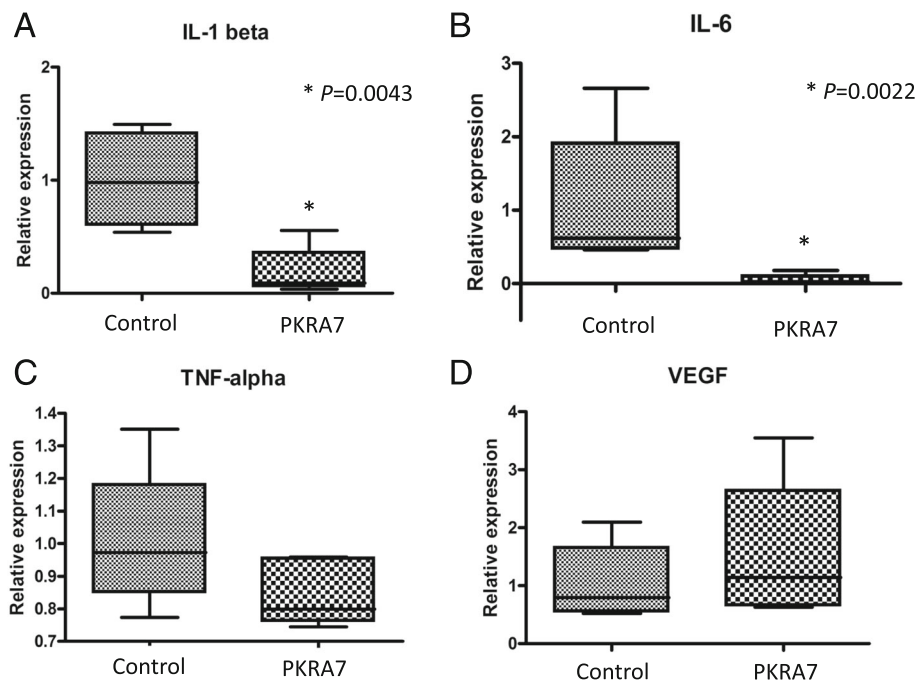 A
IL-1 beta
2
1
0
Relative expression
* P=0.0043
*
Control
PKRA7
B
IL-6
3
2
1
0
Relative expression
* P=0.0022
*
Control
PKRA7
C
TNF-alpha
1.4
1.3
1.2
1.1
1.0
0.9
0.8
0.7
Relative expression
Control
PKRA7
D
VEGF
4
3
2
1
0
Relative expression
Control
PKRA7